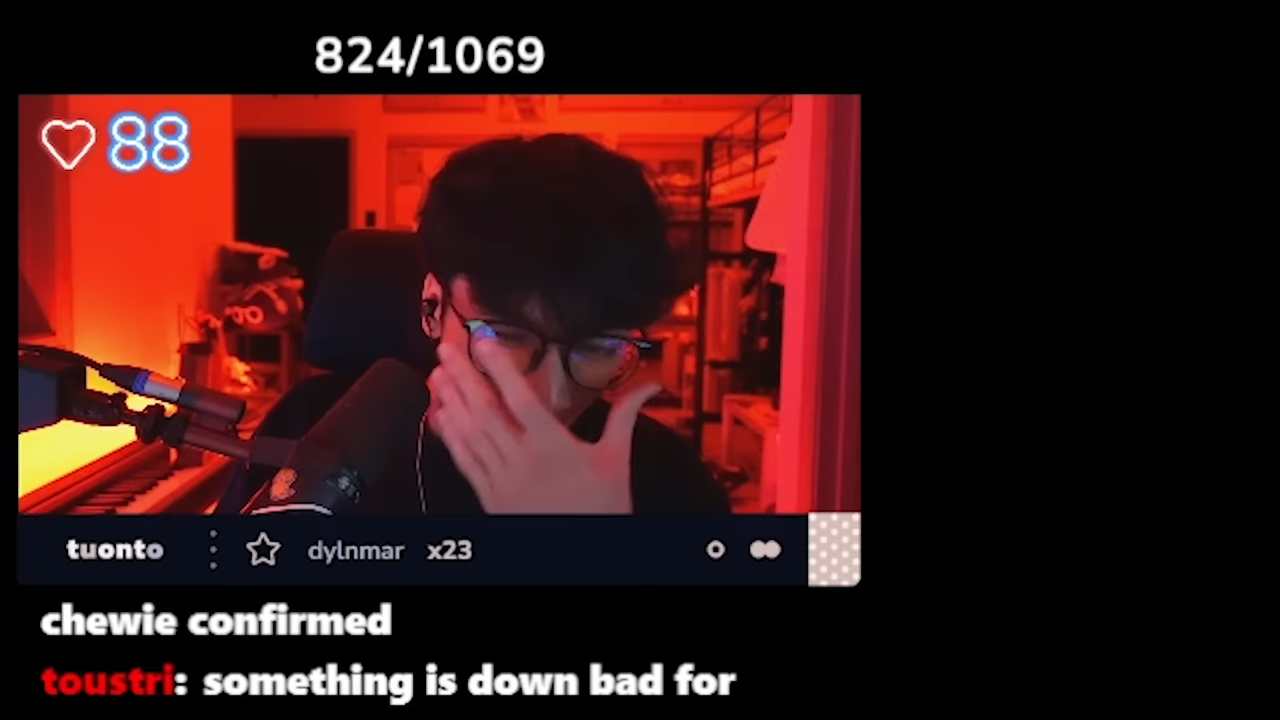 824/1069
88
tuonto
dylnmar x23
chewie confirmed
toustri: something is down bad for